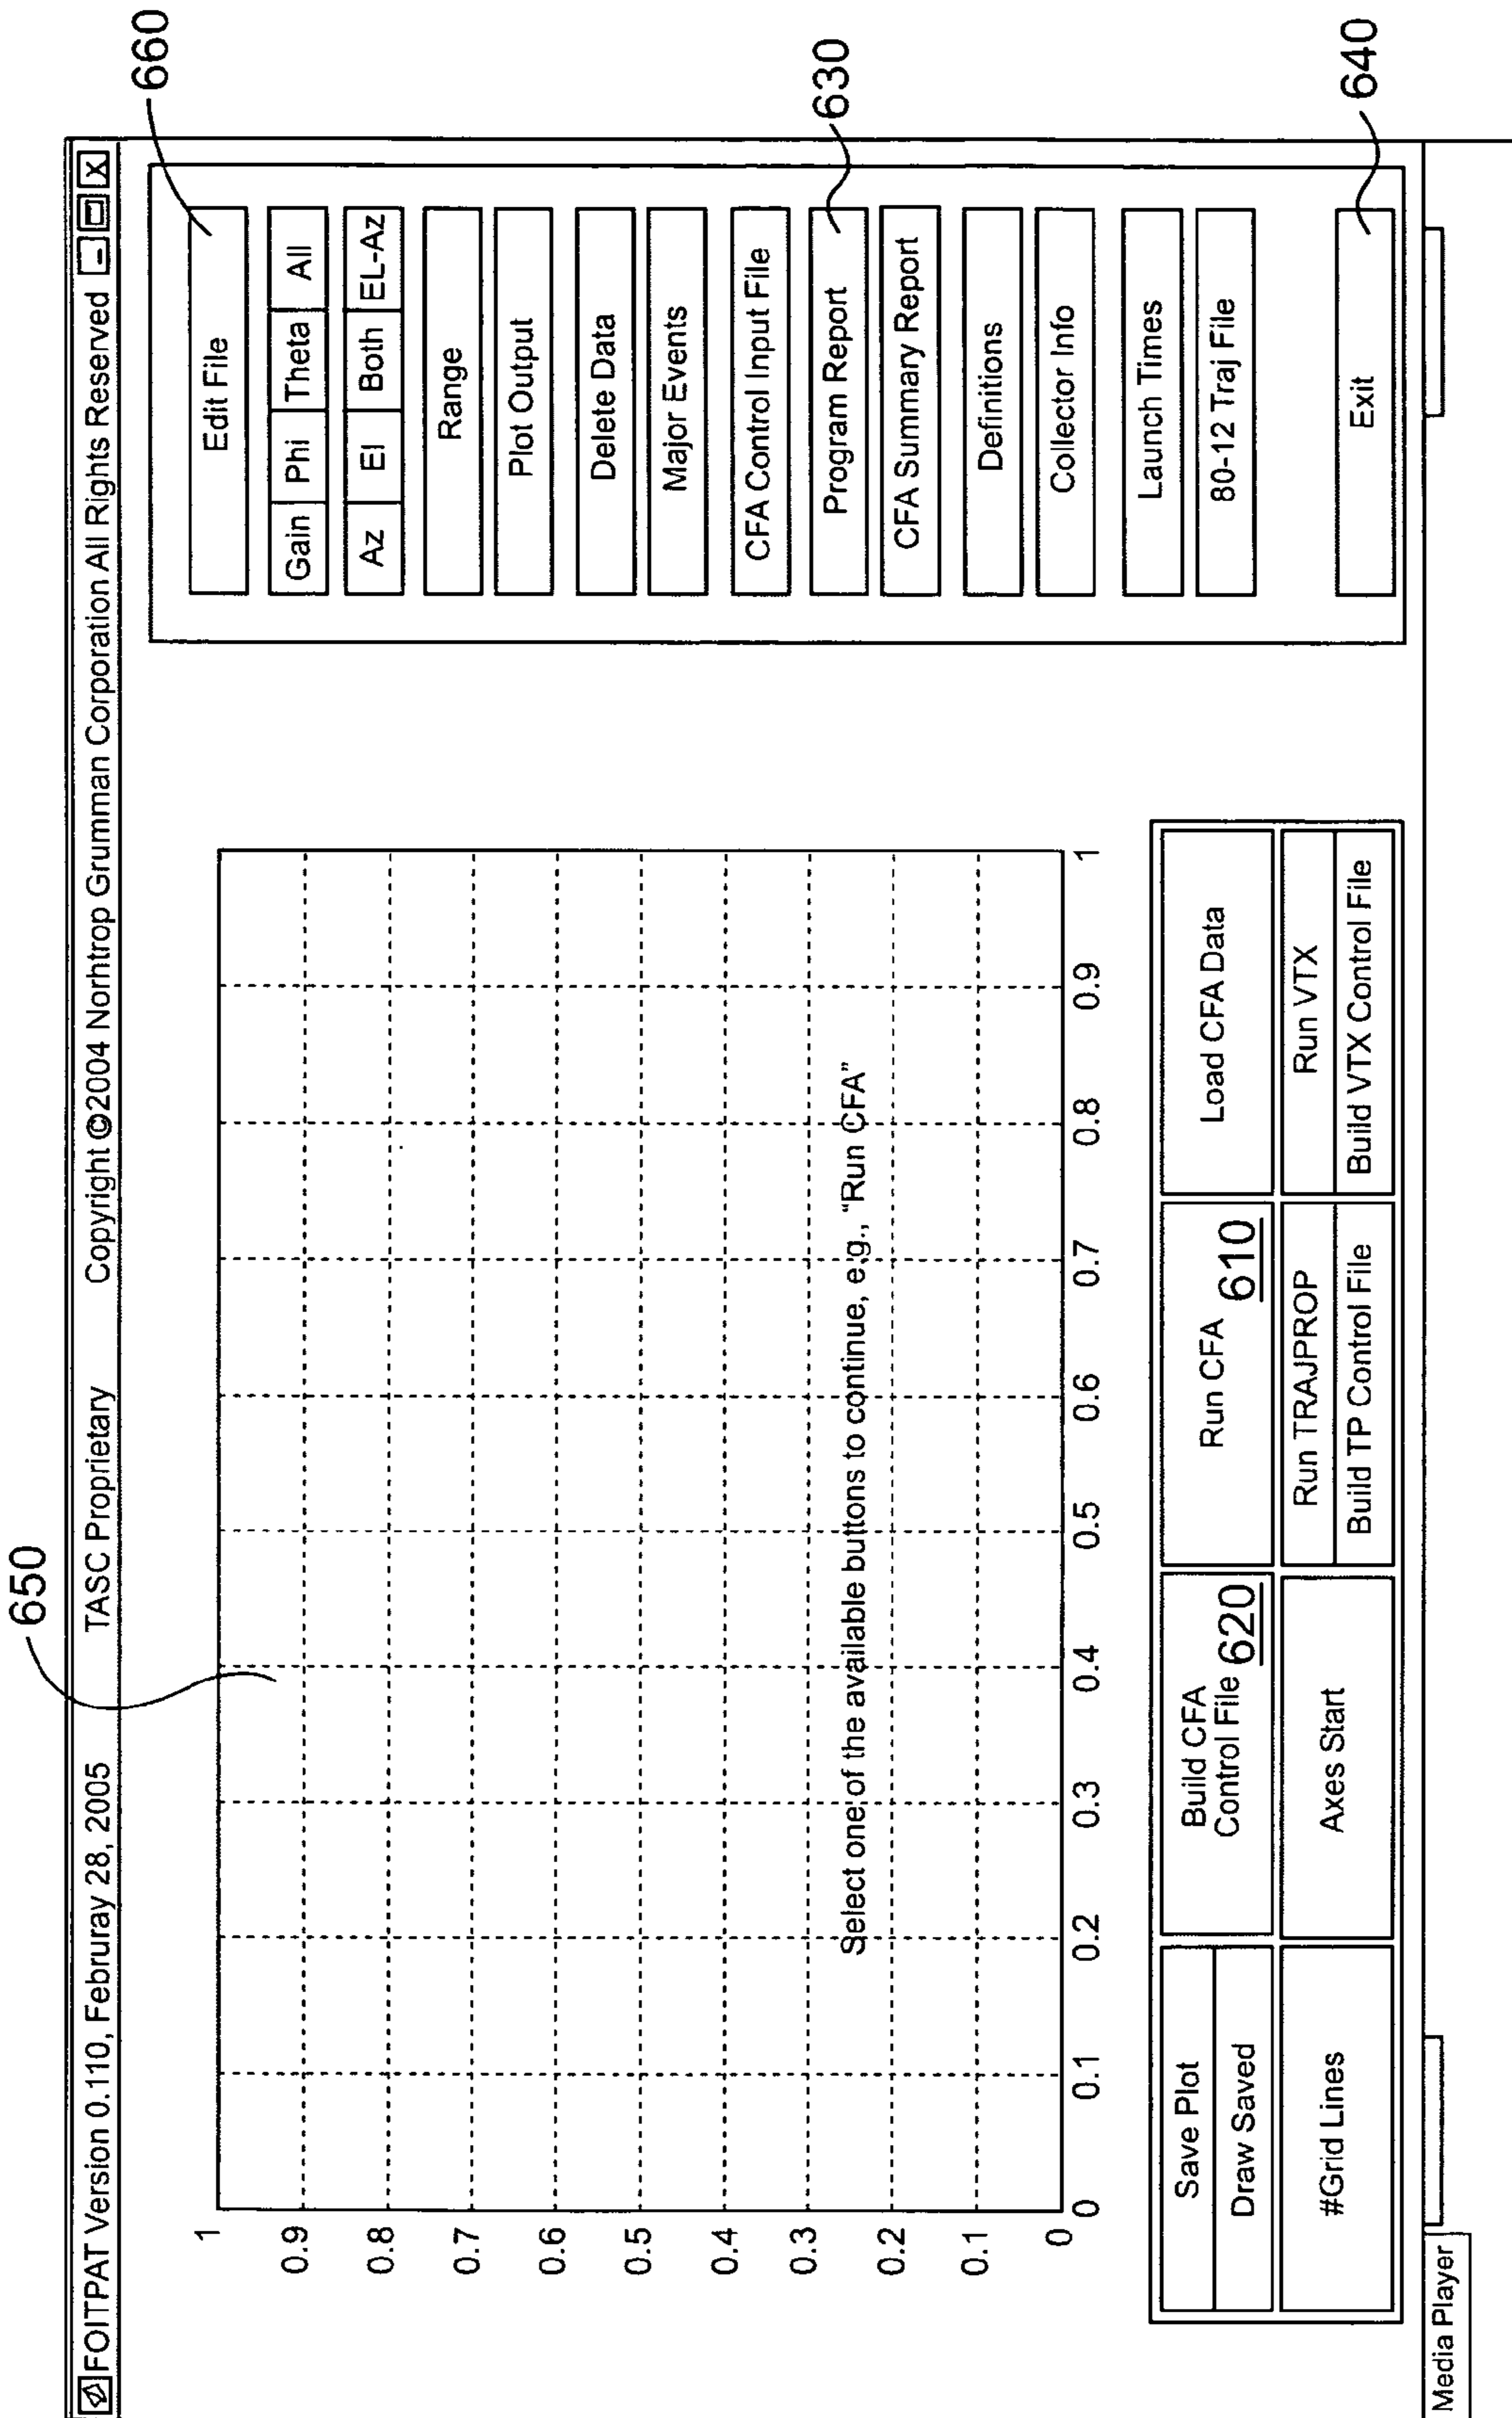 650
660
FOITPAT Version 0.110, Februray 28, 2005 TASC Proprietary Copyright ©2004 Norhtrop Grumman Corporation All Rights Reserved
1
0.9
0.8
0.7
0.6
0.5
0.4
0.3
0.2
0.1
0
0 0.1 0.2 0.3 0.4 0.5 0.6 0.7 0.8 0.9 1
Select one of the available buttons to continue, e.g., “Run CFA”
Edit File
Gain Phi Theta All
Az El Both EL-Az
Range
Plot Output
Delete Data
Major Events
CFA Control Input File
Program Report
630
CFA Summary Report
Definitions
Collector Info
Launch Times
80-12 Traj File
Exit
640
Save Plot
Draw Saved
#Grid Lines
Build CFA
Control File 620
Axes Start
Run CFA 610
Run TRAJPROP
Build TP Control File
Load CFA Data
Run VTX
Build VTX Control File
Media Player